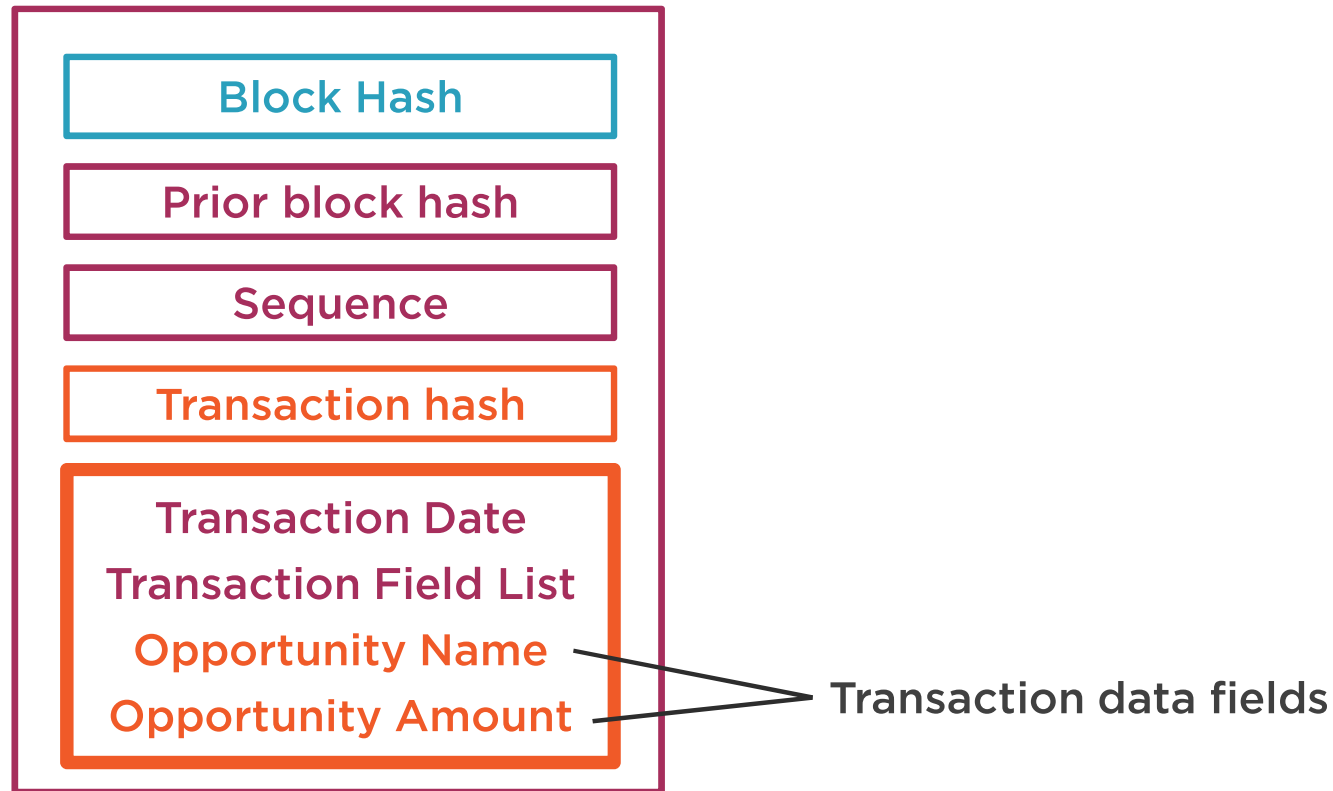 Block Hash
Prior block hash
Sequence
Transaction hash
Transaction Date
Transaction Field List
Opportunity Name
Opportunity Amount
Transaction data fields